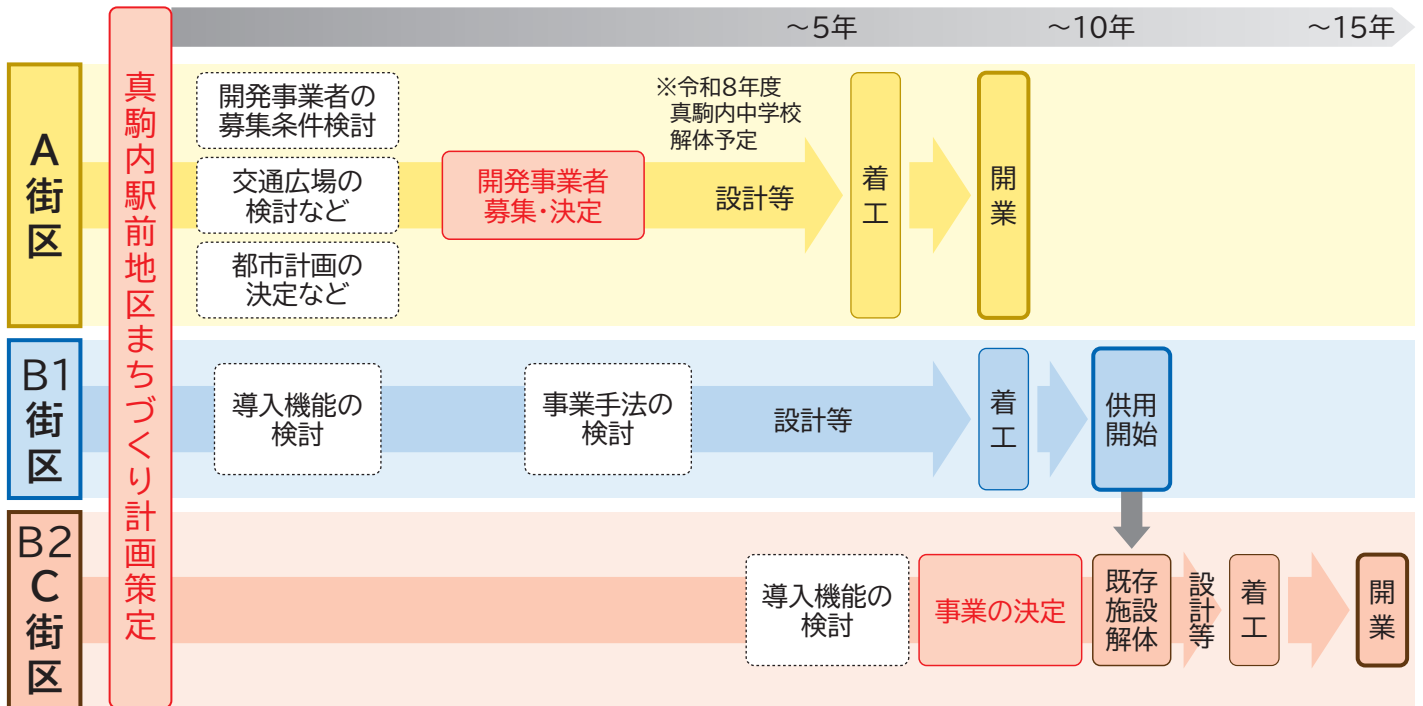 ～5年
～10年
～15年
真駒内駅前地区まちづくり計画策定
A
街
区
開発事業者の
募集条件検討
交通広場の
検討など
都市計画の
決定など
開発事業者
募集・決定
※令和8年度
真駒内中学校
解体予定
設計等
着工
開業
B1
街
区
導入機能の
検討
事業手法の
検討
設計等
着工
供用
開始
B2
C
街
区
導入機能の
検討
事業の決定
既存
施設
解体
設計等
着工
開業